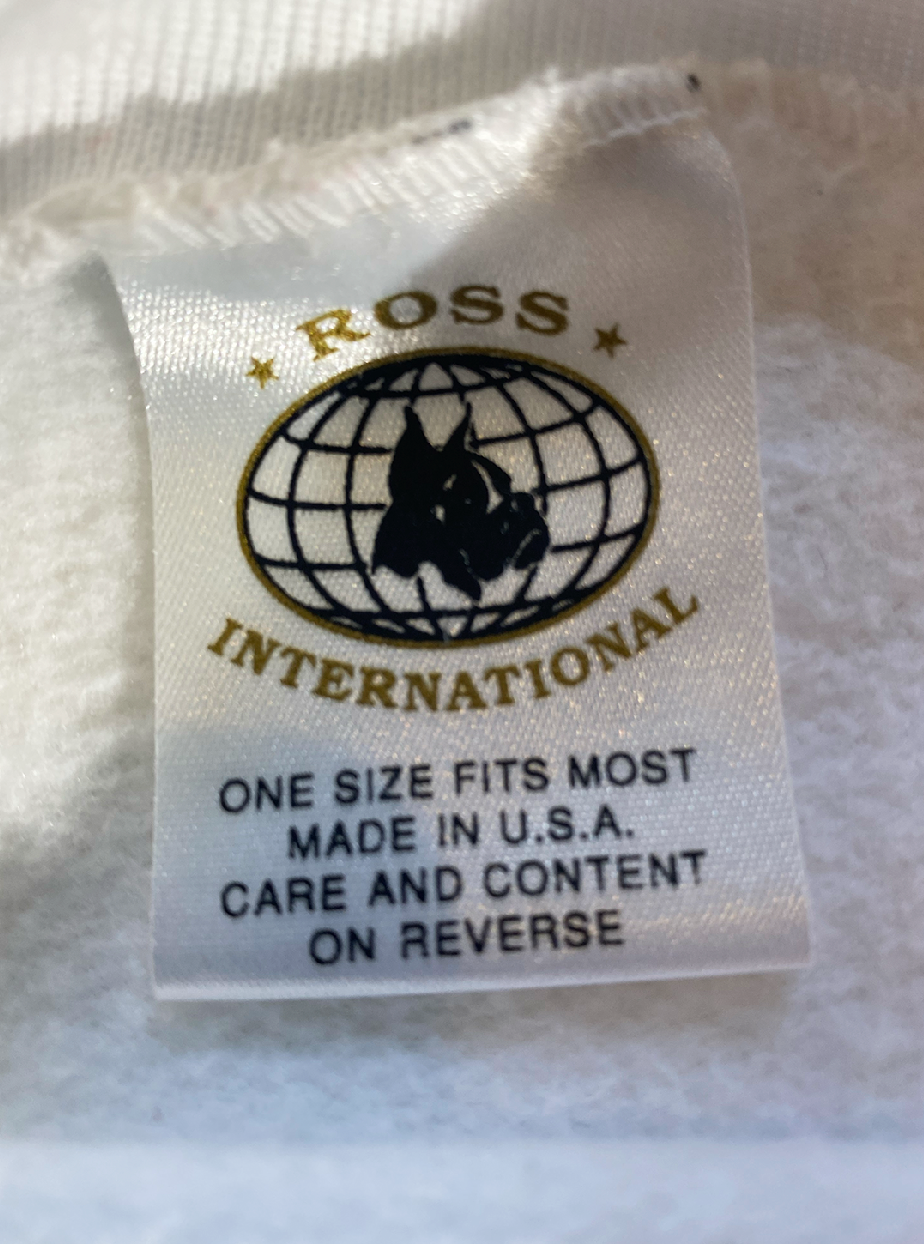 ROSS
INTERNATIONAL
ONE SIZE FITS MOST
MADE IN U.S.A.
CARE AND CONTENT
ON REVERSE